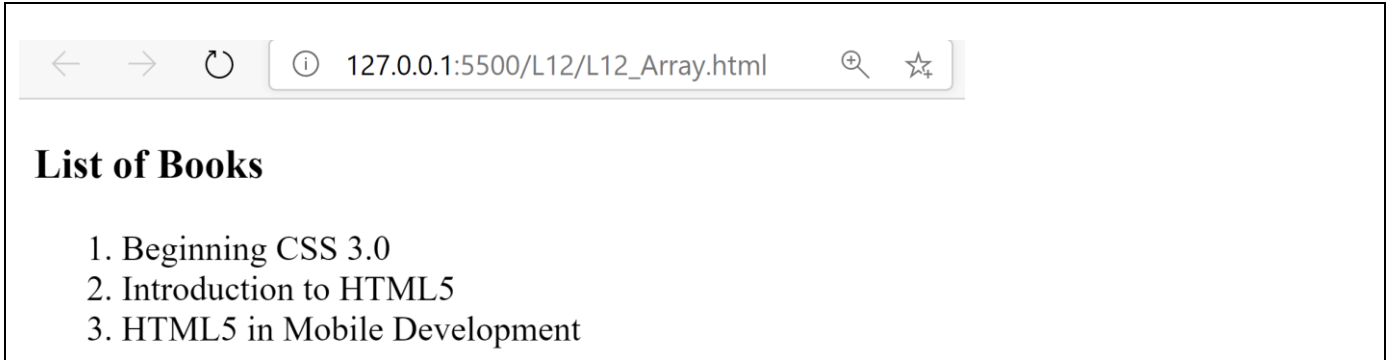 127.0.0.1:5500/L12/L12_Array.html
List of Books
1. Beginning CSS 3.0
2. Introduction to HTML5
3. HTML5 in Mobile Development